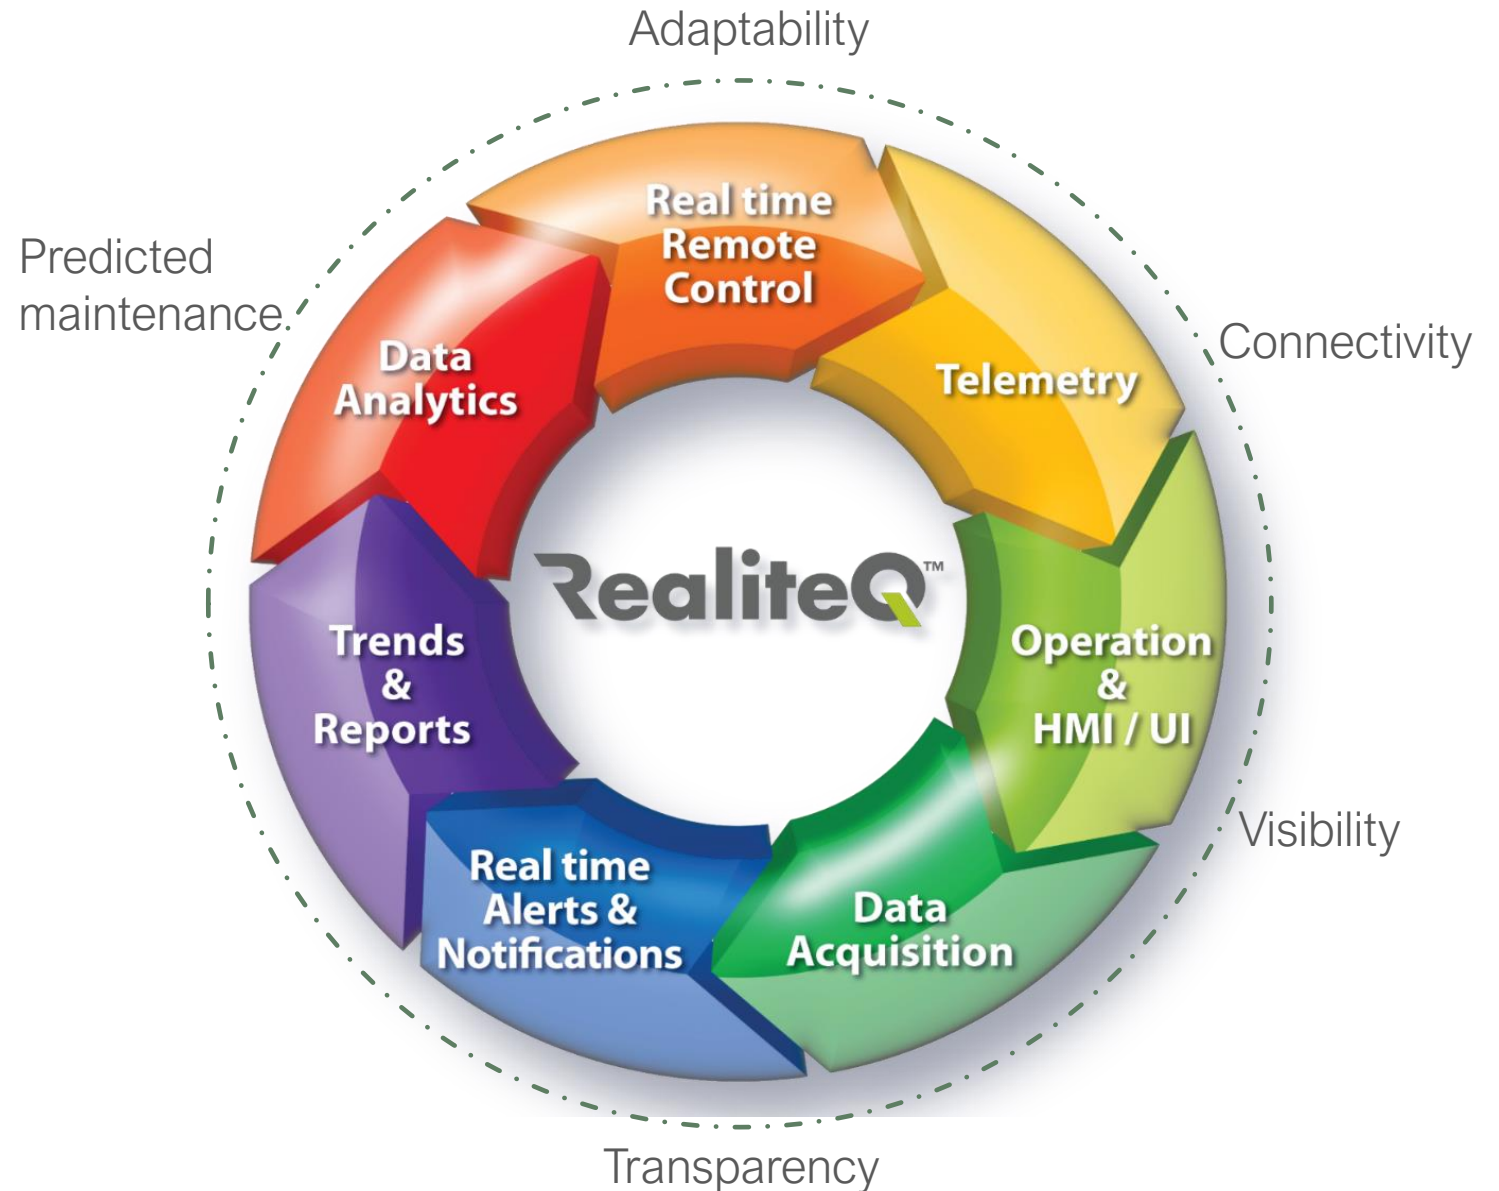 Adaptability
Real time
Remote
Control
Predicted
maintenance
Data
Analytics
Telemetry
Connectivity
RealiteQ™
Trends
&
Reports
Operation
&
HMI / UI
Visibility
Real time
Alerts &
Notifications
Data
Acquisition
Transparency